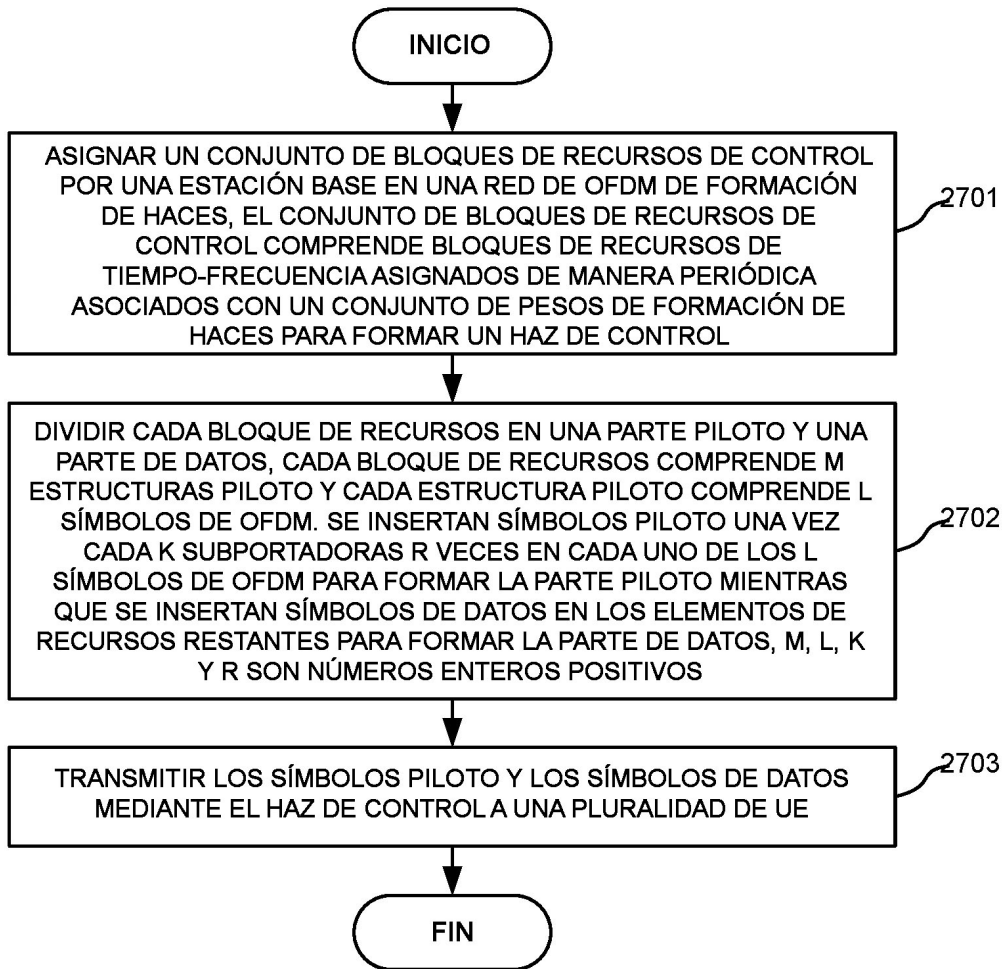 INICIO
ASIGNAR UN CONJUNTO DE BLOQUES DE RECURSOS DE CONTROL
POR UNA ESTACIÓN BASE EN UNA RED DE OFDM DE FORMACIÓN
DE HACES, EL CONJUNTO DE BLOQUES DE RECURSOS DE
CONTROL COMPRENDE BLOQUES DE RECURSOS DE
TIEMPO-FRECUENCIA ASIGNADOS DE MANERA PERIÓDICA
ASOCIADOS CON UN CONJUNTO DE PESOS DE FORMACIÓN DE
HACES PARA FORMAR UN HAZ DE CONTROL
2701
DIVIDIR CADA BLOQUE DE RECURSOS EN UNA PARTE PILOTO Y UNA
PARTE DE DATOS, CADA BLOQUE DE RECURSOS COMPRENDE M
ESTRUCTURAS PILOTO Y CADA ESTRUCTURA PILOTO COMPRENDE L
SÍMBOLOS DE OFDM. SE INSERTAN SÍMBOLOS PILOTO UNA VEZ
CADA K SUBPORTADORAS R VECES EN CADA UNO DE LOS L
SÍMBOLOS DE OFDM PARA FORMAR LA PARTE PILOTO MIENTRAS
QUE SE INSERTAN SÍMBOLOS DE DATOS EN LOS ELEMENTOS DE
RECURSOS RESTANTES PARA FORMAR LA PARTE DE DATOS, M, L, K
Y R SON NÚMEROS ENTEROS POSITIVOS
2702
TRANSMITIR LOS SÍMBOLOS PILOTO Y LOS SÍMBOLOS DE DATOS
MEDIANTE EL HAZ DE CONTROL A UNA PLURALIDAD DE UE
2703
FIN